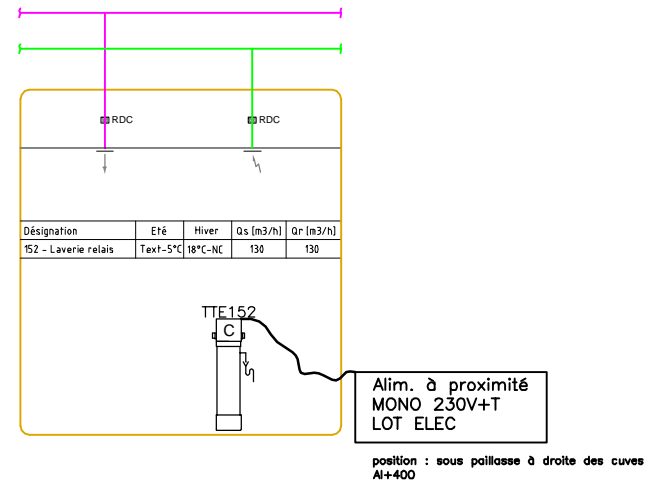 RDC RDC
Désignation Eté Hiver Qs [m3/h] Qr [m3/h]
152 - Laverie relais Text-5°C 18°C-NC 130 130
TTE152
C
Alim. à proximité
MONO 230V+T
LOT ELEC
position : sous paillasse à droite des cuves
AI+400